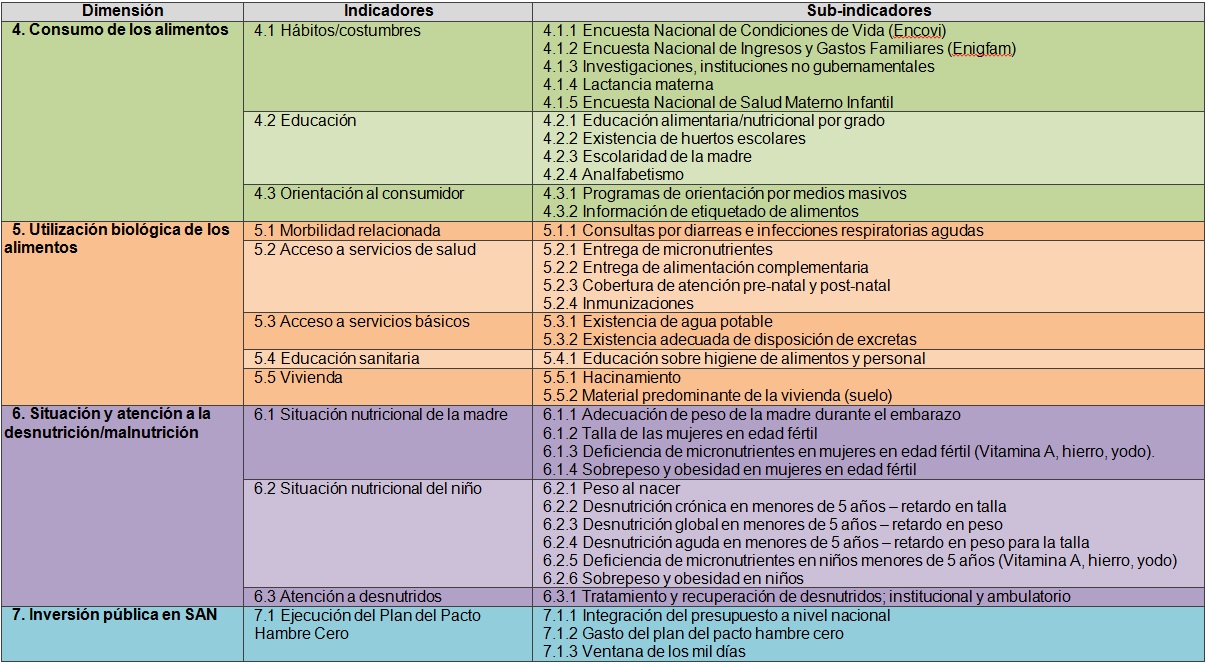 Dimensión
Indicadores
Sub-indicadores
4. Consumo de los alimentos
4.1 Hábitos/costumbres
4.1.1 Encuesta Nacional de Condiciones de Vida (Encovi)
4.1.2 Encuesta Nacional de Ingresos y Gastos Familiares (Enigfam)
4.1.3 Investigaciones, instituciones no gubernamentales
4.1.4 Lactancia materna
4.1.5 Encuesta Nacional de Salud Materno Infantil
4.2 Educación
4.2.1 Educación alimentaria/nutricional por grado
4.2.2 Existencia de huertos escolares
4.2.3 Escolaridad de la madre
4.2.4 Analfabetismo
4.3 Orientación al consumidor
4.3.1 Programas de orientación por medios masivos
4.3.2 Información de etiquetado de alimentos
5. Utilización biológica de los
alimentos
5.1 Morbilidad relacionada
5.1.1 Consultas por diarreas e infecciones respiratorias agudas
5.2 Acceso a servicios de salud
5.2.1 Entrega de micronutrientes
5.2.2 Entrega de alimentación complementaria
5.2.3 Cobertura de atención pre-natal y post-natal
5.2.4 Inmunizaciones
5.3 Acceso a servicios básicos
5.3.1 Existencia de agua potable
5.3.2 Existencia adecuada de disposición de excretas
5.4 Educación sanitaria
5.4.1 Educación sobre higiene de alimentos y personal
5.5 Vivienda
5.5.1 Hacinamiento
5.5.2 Material predominante de la vivienda (suelo)
6. Situación y atención a la
desnutrición/malnutrición
6.1 Situación nutricional de la madre
6.1.1 Adecuación de peso de la madre durante el embarazo
6.1.2 Talla de las mujeres en edad fértil
6.1.3 Deficiencia de micronutrientes en mujeres en edad fértil (Vitamina A, hierro, yodo).
6.1.4 Sobrepeso y obesidad en mujeres en edad fértil
6.2 Situación nutricional del niño
6.2.1 Peso al nacer
6.2.2 Desnutrición crónica en menores de 5 años – retardo en talla
6.2.3 Desnutrición global en menores de 5 años – retardo en peso
6.2.4 Desnutrición aguda en menores de 5 años – retardo en peso para la talla
6.2.5 Deficiencia de micronutrientes en niños menores de 5 años (Vitamina A, hierro, yodo)
6.2.6 Sobrepeso y obesidad en niños
6.3 Atención a desnutridos
6.3.1 Tratamiento y recuperación de desnutridos; institucional y ambulatorio
7. Inversión pública en SAN
7.1 Ejecución del Plan del Pacto
Hambre Cero
7.1.1 Integración del presupuesto a nivel nacional
7.1.2 Gasto del plan del pacto hambre cero
7.1.3 Ventana de los mil días